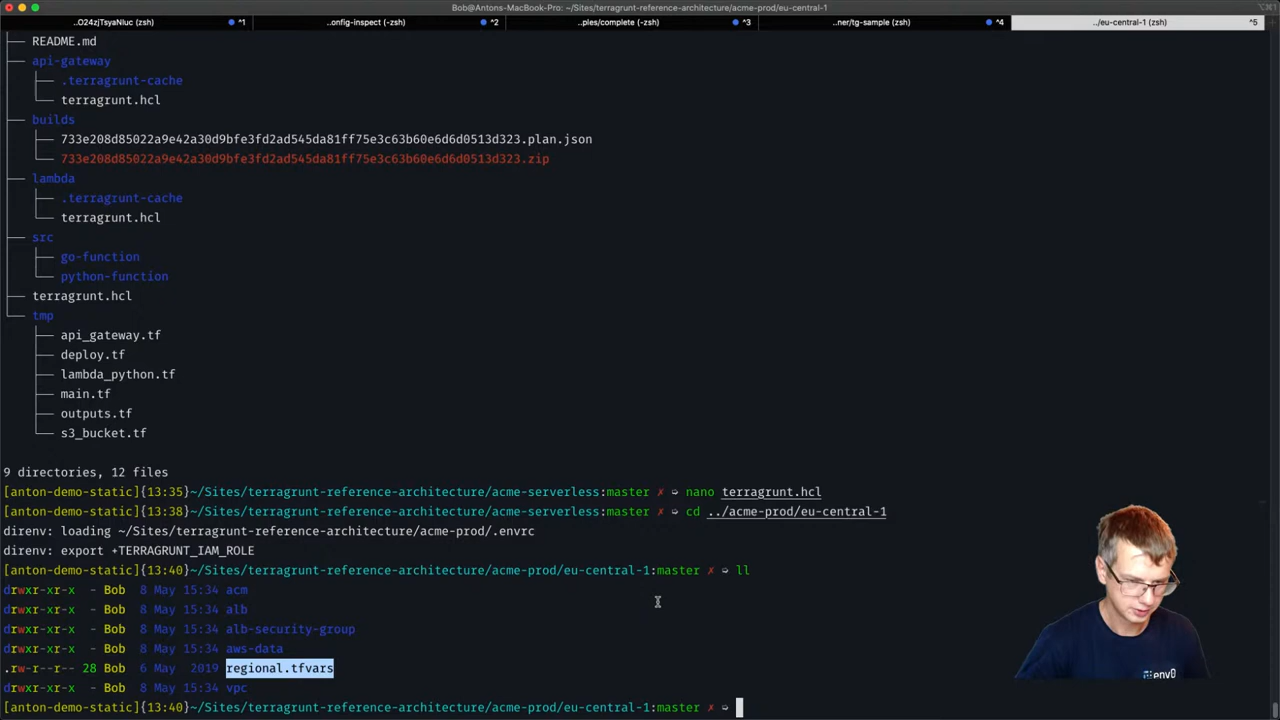 Bob@Antons-MacBook-Pro: ~/Sites/terragrunt-reference-architecture/acme-prod/eu-central-1
⌥⌘1
..O24zjTsyaNluc (zsh) ^1 ..onfig-inspect (-zsh) ^2 ..ples/complete (-zsh) ^3 ..ner/tg-sample (-zsh) ^4 ../eu-central-1 (zsh) ^5
├── README.md
├── api-gateway
│   ├── .terragrunt-cache
│   └── terragrunt.hcl
├── builds
│   ├── 733e208d85022a9e42a30d9bfe3fd2ad545da81ff75e3c63b60e6d6d0513d323.plan.json
│   └── 733e208d85022a9e42a30d9bfe3fd2ad545da81ff75e3c63b60e6d6d0513d323.zip
├── lambda
│   ├── .terragrunt-cache
│   └── terragrunt.hcl
├── src
│   ├── go-function
│   └── python-function
├── terragrunt.hcl
└── tmp
    ├── api_gateway.tf
    ├── deploy.tf
    ├── lambda_python.tf
    ├── main.tf
    ├── outputs.tf
    └── s3_bucket.tf
9 directories, 12 files
[anton-demo-static]{13:35}~/Sites/terragrunt-reference-architecture/acme-serverless:master ✗ ➭ nano terragrunt.hcl
[anton-demo-static]{13:38}~/Sites/terragrunt-reference-architecture/acme-serverless:master ✗ ➭ cd ../acme-prod/eu-central-1
direnv: loading ~/Sites/terragrunt-reference-architecture/acme-prod/.envrc
direnv: export +TERRAGRUNT_IAM_ROLE
[anton-demo-static]{13:40}~/Sites/terragrunt-reference-architecture/acme-prod/eu-central-1:master ✗ ➭ ll
drwxr-xr-x - Bob 8 May 15:34 acm
drwxr-xr-x - Bob 8 May 15:34 alb
drwxr-xr-x - Bob 8 May 15:34 alb-security-group
drwxr-xr-x - Bob 8 May 15:34 aws-data
.rw-r--r-- 28 Bob 6 May 2019 regional.tfvars
drwxr-xr-x - Bob 8 May 15:34 vpc
[anton-demo-static]{13:40}~/Sites/terragrunt-reference-architecture/acme-prod/eu-central-1:master ✗ ➭
env0